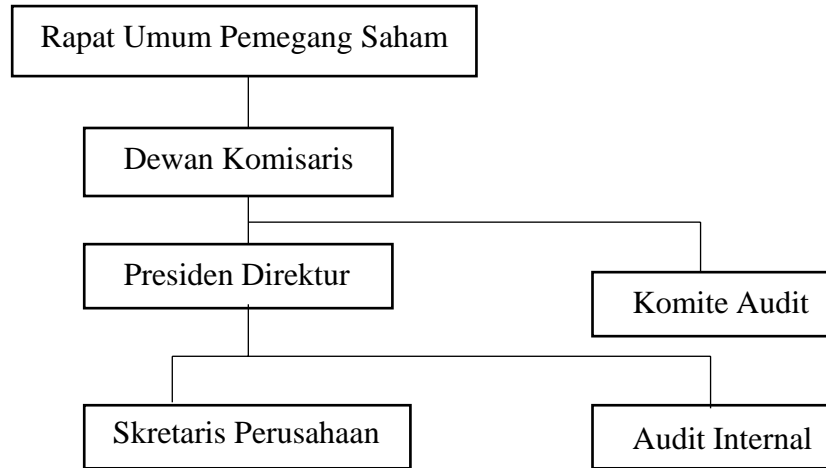 Rapat Umum Pemegang Saham
Dewan Komisaris
Presiden Direktur
Komite Audit
Skretaris Perusahaan
Audit Internal